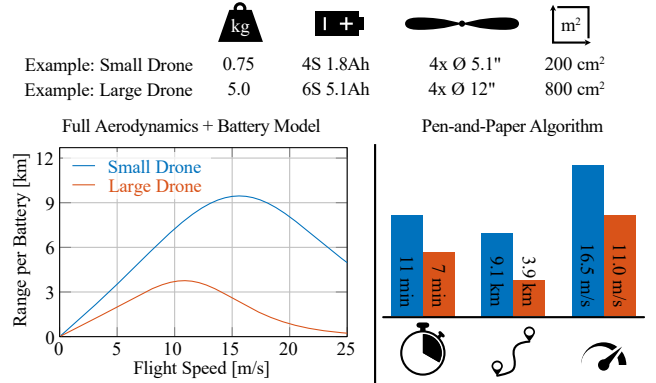 kg
m²
Example: Small Drone 0.75 4S 1.8Ah 4x Ø 5.1" 200 cm²
Example: Large Drone 5.0 6S 5.1Ah 4x Ø 12" 800 cm²
Full Aerodynamics + Battery Model
Range per Battery [km]
12
9
6
3
0
Small Drone
Large Drone
0 5 10 15 20 25
Flight Speed [m/s]
Pen-and-Paper Algorithm
11 min
7 min
9.1 km
3.9 km
16.5 m/s
11.0 m/s